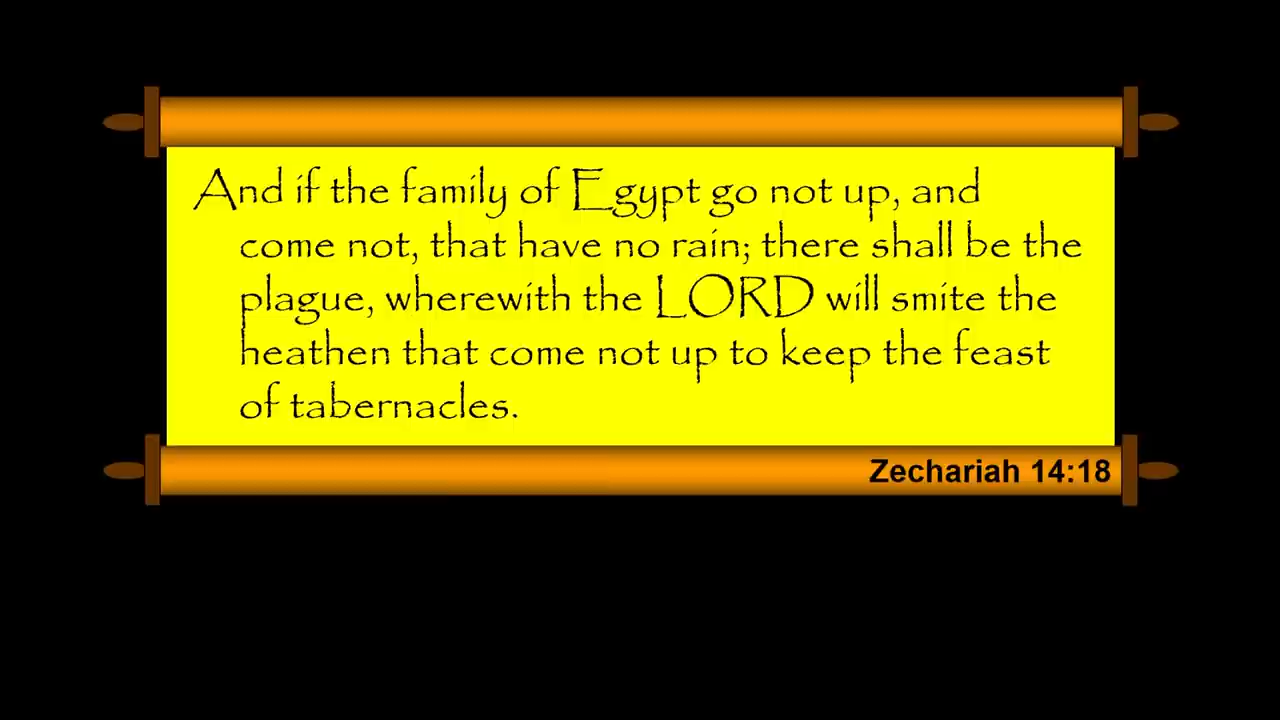 And if the family of Egypt go not up, and
come not, that have no rain; there shall be the
plague, wherewith the LORD will smite the
heathen that come not up to keep the feast
of tabernacles.
Zechariah 14:18